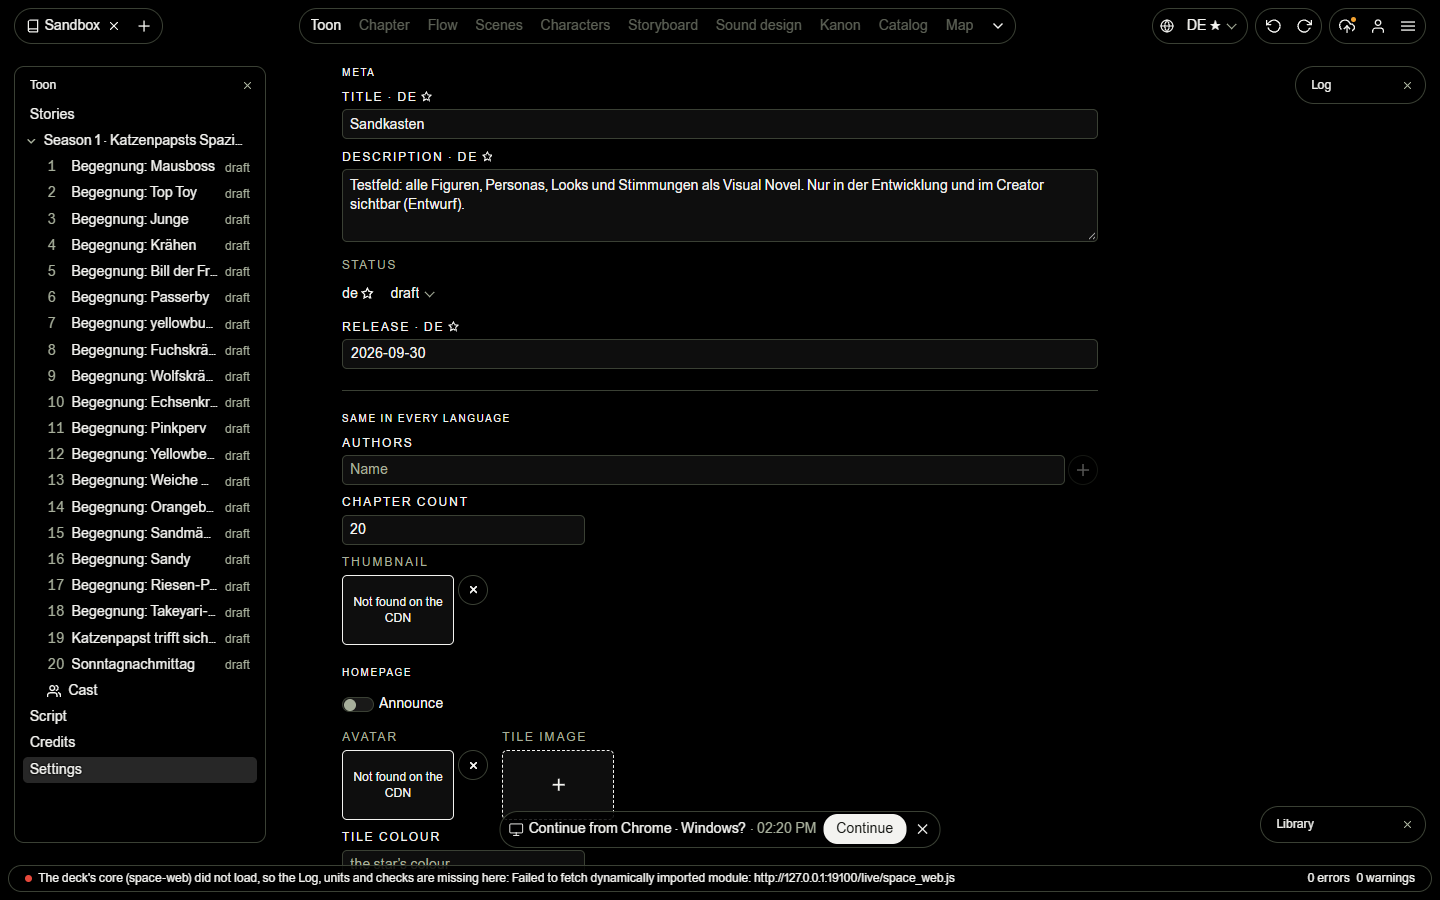 Sandbox
Toon Chapter Flow Scenes Characters Storyboard Sound design Kanon Catalog Map
DE ★
Toon
Stories
Season 1 · Katzenpapsts Spazi...
1 Begegnung: Mausboss draft
2 Begegnung: Top Toy draft
3 Begegnung: Junge draft
4 Begegnung: Krähen draft
5 Begegnung: Bill der Fr... draft
6 Begegnung: Passerby draft
7 Begegnung: yellowbu... draft
8 Begegnung: Fuchskrä... draft
9 Begegnung: Wolfskrä... draft
10 Begegnung: Echsenkr... draft
11 Begegnung: Pinkperv draft
12 Begegnung: Yellowbe... draft
13 Begegnung: Weiche ... draft
14 Begegnung: Orangeb... draft
15 Begegnung: Sandmä... draft
16 Begegnung: Sandy draft
17 Begegnung: Riesen-P... draft
18 Begegnung: Takeyari-... draft
19 Katzenpapst trifft sich... draft
20 Sonntagnachmittag draft
Cast
Script
Credits
Settings
META
TITLE · DE ☆
Sandkasten
DESCRIPTION · DE ☆
Testfeld: alle Figuren, Personas, Looks und Stimmungen als Visual Novel. Nur in der Entwicklung und im Creator
sichtbar (Entwurf).
STATUS
de ☆ draft
RELEASE · DE ☆
2026-09-30
SAME IN EVERY LANGUAGE
AUTHORS
Name
CHAPTER COUNT
20
THUMBNAIL
Not found on the
CDN
HOMEPAGE
Announce
AVATAR TILE IMAGE
Not found on the
CDN
TILE COLOUR
the star's colour
Log
Library
Continue from Chrome · Windows? · 02:20 PM Continue
The deck's core (space-web) did not load, so the Log, units and checks are missing here: Failed to fetch dynamically imported module: http://127.0.0.1:19100/live/space_web.js
0 errors 0 warnings